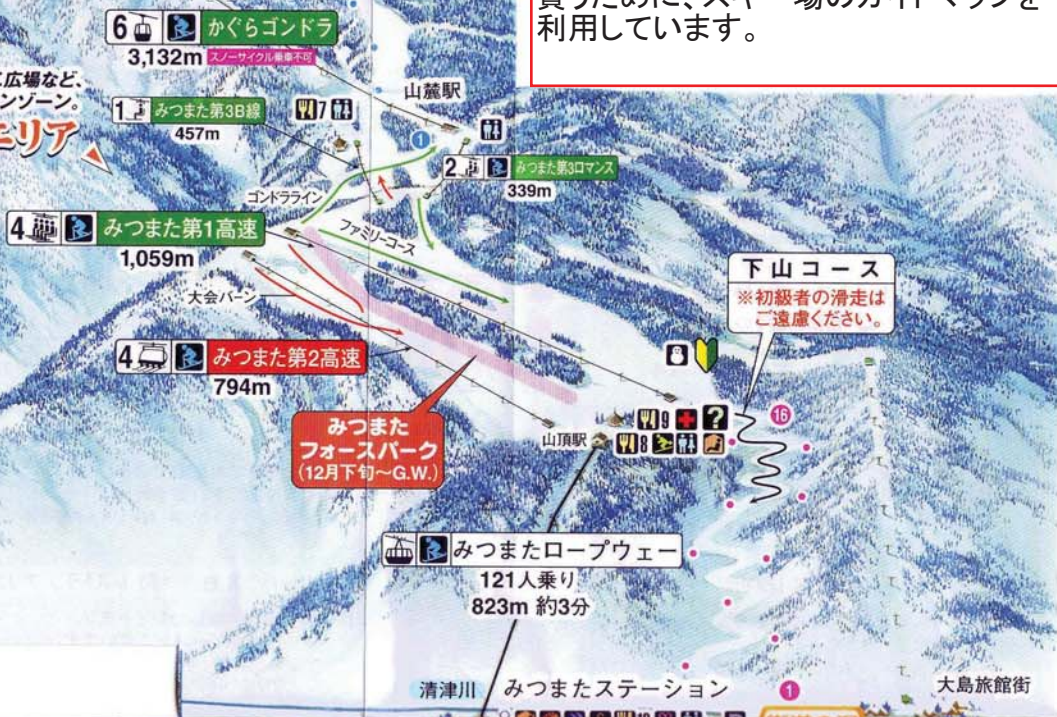 利用しています。
6 かぐらゴンドラ
3,132m スノーサイクル乗車不可
広場など、
ンゾーン。
エリア
1 みつまた第3B線
457m
7
山麓駅
1
2 みつまた第3ロマンス
339m
ゴンドラライン
4 みつまた第1高速
1,059m
ファミリーコース
大会バーン
下山コース
※初級者の滑走は
ご遠慮ください。
4 みつまた第2高速
794m
みつまた
フォースパーク
(12月下旬〜G.W.)
9 ?
16
山頂駅
8
みつまたロープウェー
121人乗り
823m 約3分
清津川
みつまたステーション
1
大島旅館街